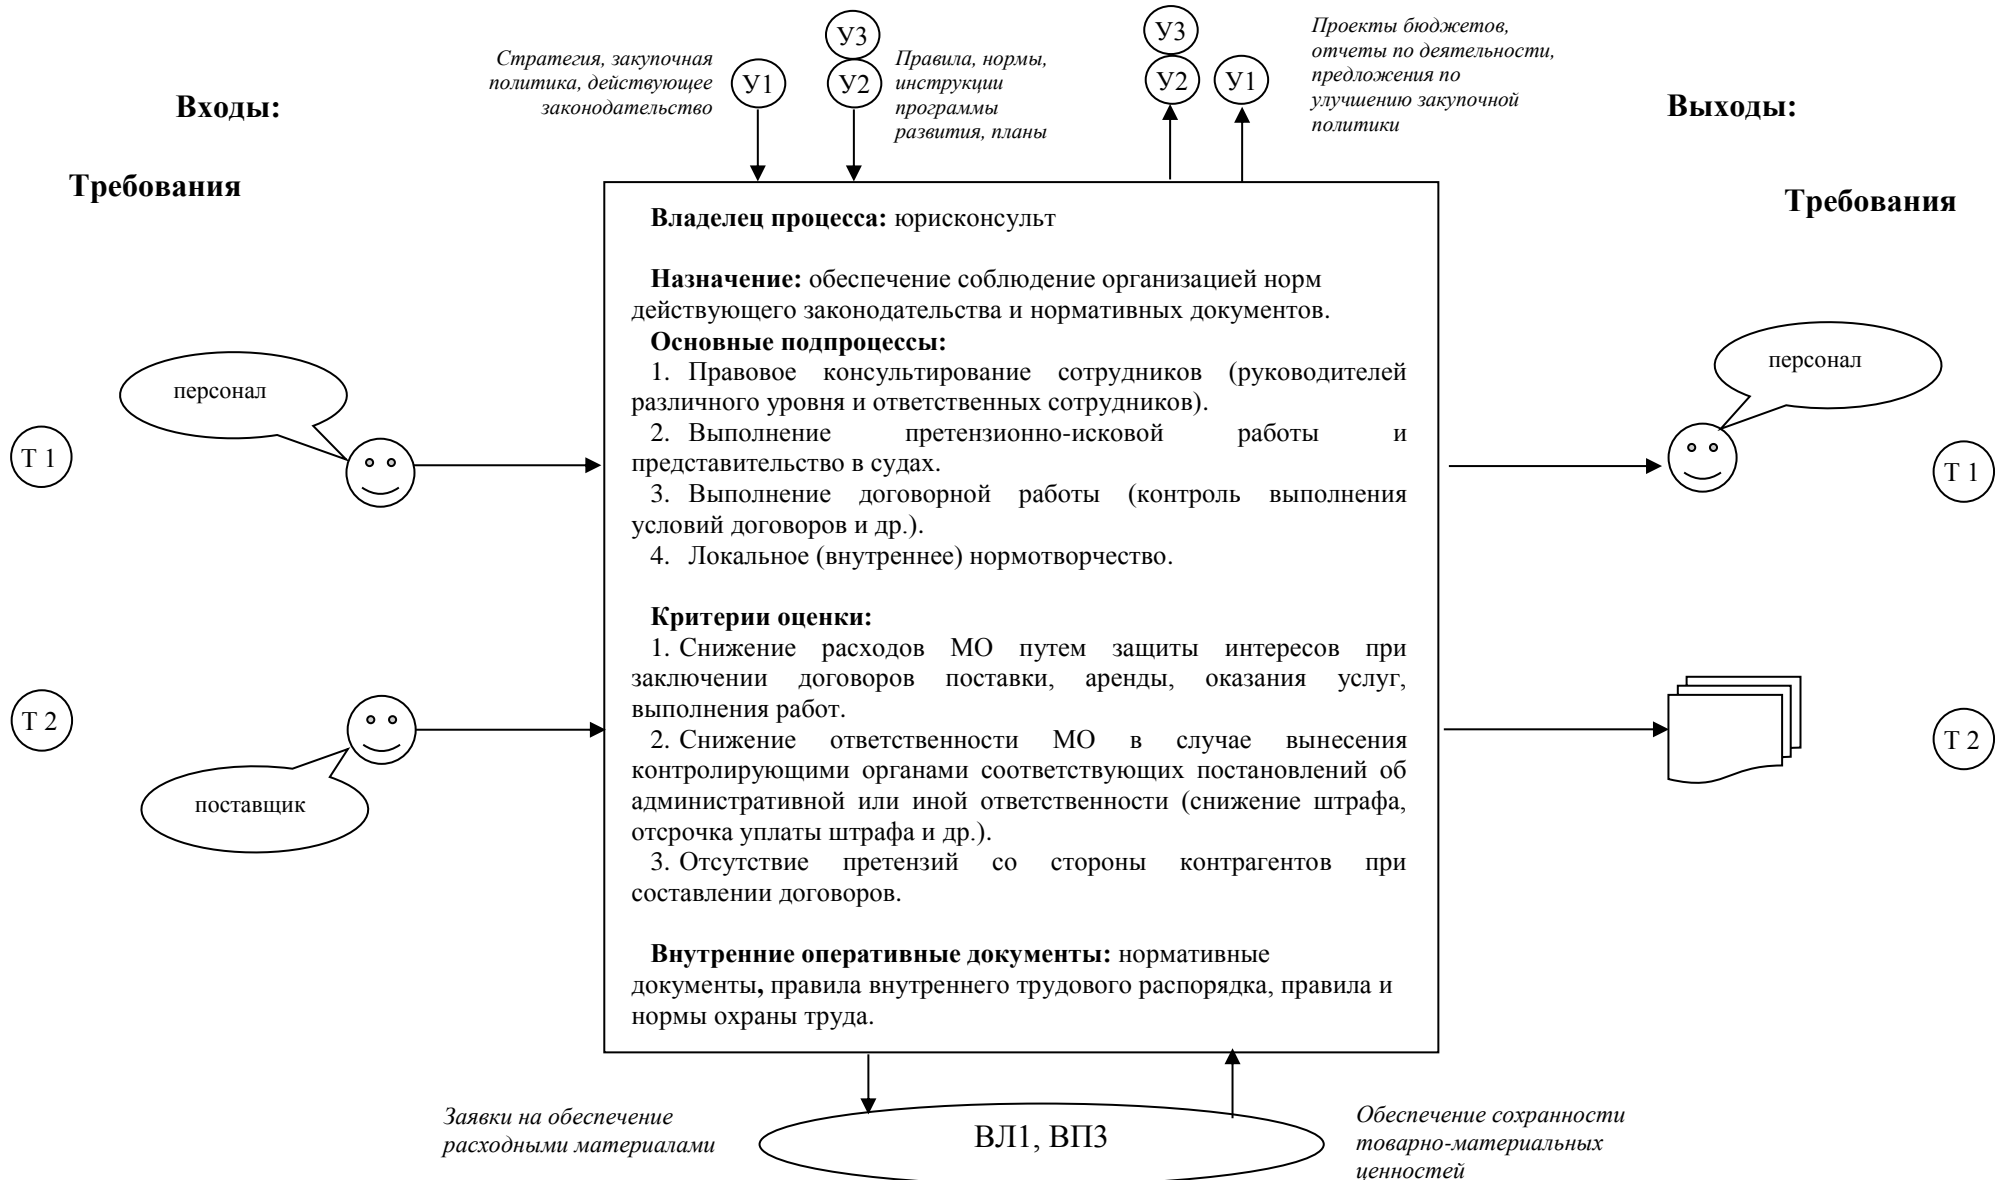 Стратегия, закупочная
политика, действующее
законодательство
У1
У3
У2
Правила, нормы,
инструкции
программы
развития, планы
У3
У2
У1
Проекты бюджетов,
отчеты по деятельности,
предложения по
улучшению закупочной
политики
Входы:
Выходы:
Требования
Требования
Владелец процесса: юрисконсульт
Назначение: обеспечение соблюдение организацией норм
действующего законодательства и нормативных документов.
Основные подпроцессы:
1. Правовое консультирование сотрудников (руководителей
различного уровня и ответственных сотрудников).
2. Выполнение претензионно-исковой работы и
представительство в судах.
3. Выполнение договорной работы (контроль выполнения
условий договоров и др.).
4. Локальное (внутреннее) нормотворчество.
Критерии оценки:
1. Снижение расходов МО путем защиты интересов при
заключении договоров поставки, аренды, оказания услуг,
выполнения работ.
2. Снижение ответственности МО в случае вынесения
контролирующими органами соответствующих постановлений об
административной или иной ответственности (снижение штрафа,
отсрочка уплаты штрафа и др.).
3. Отсутствие претензий со стороны контрагентов при
составлении договоров.
Внутренние оперативные документы: нормативные
документы, правила внутреннего трудового распорядка, правила и
нормы охраны труда.
персонал
Т 1
Т 2
поставщик
персонал
Т 1
Т 2
Заявки на обеспечение
расходными материалами
ВЛ1, ВП3
Обеспечение сохранности
товарно-материальных
ценностей